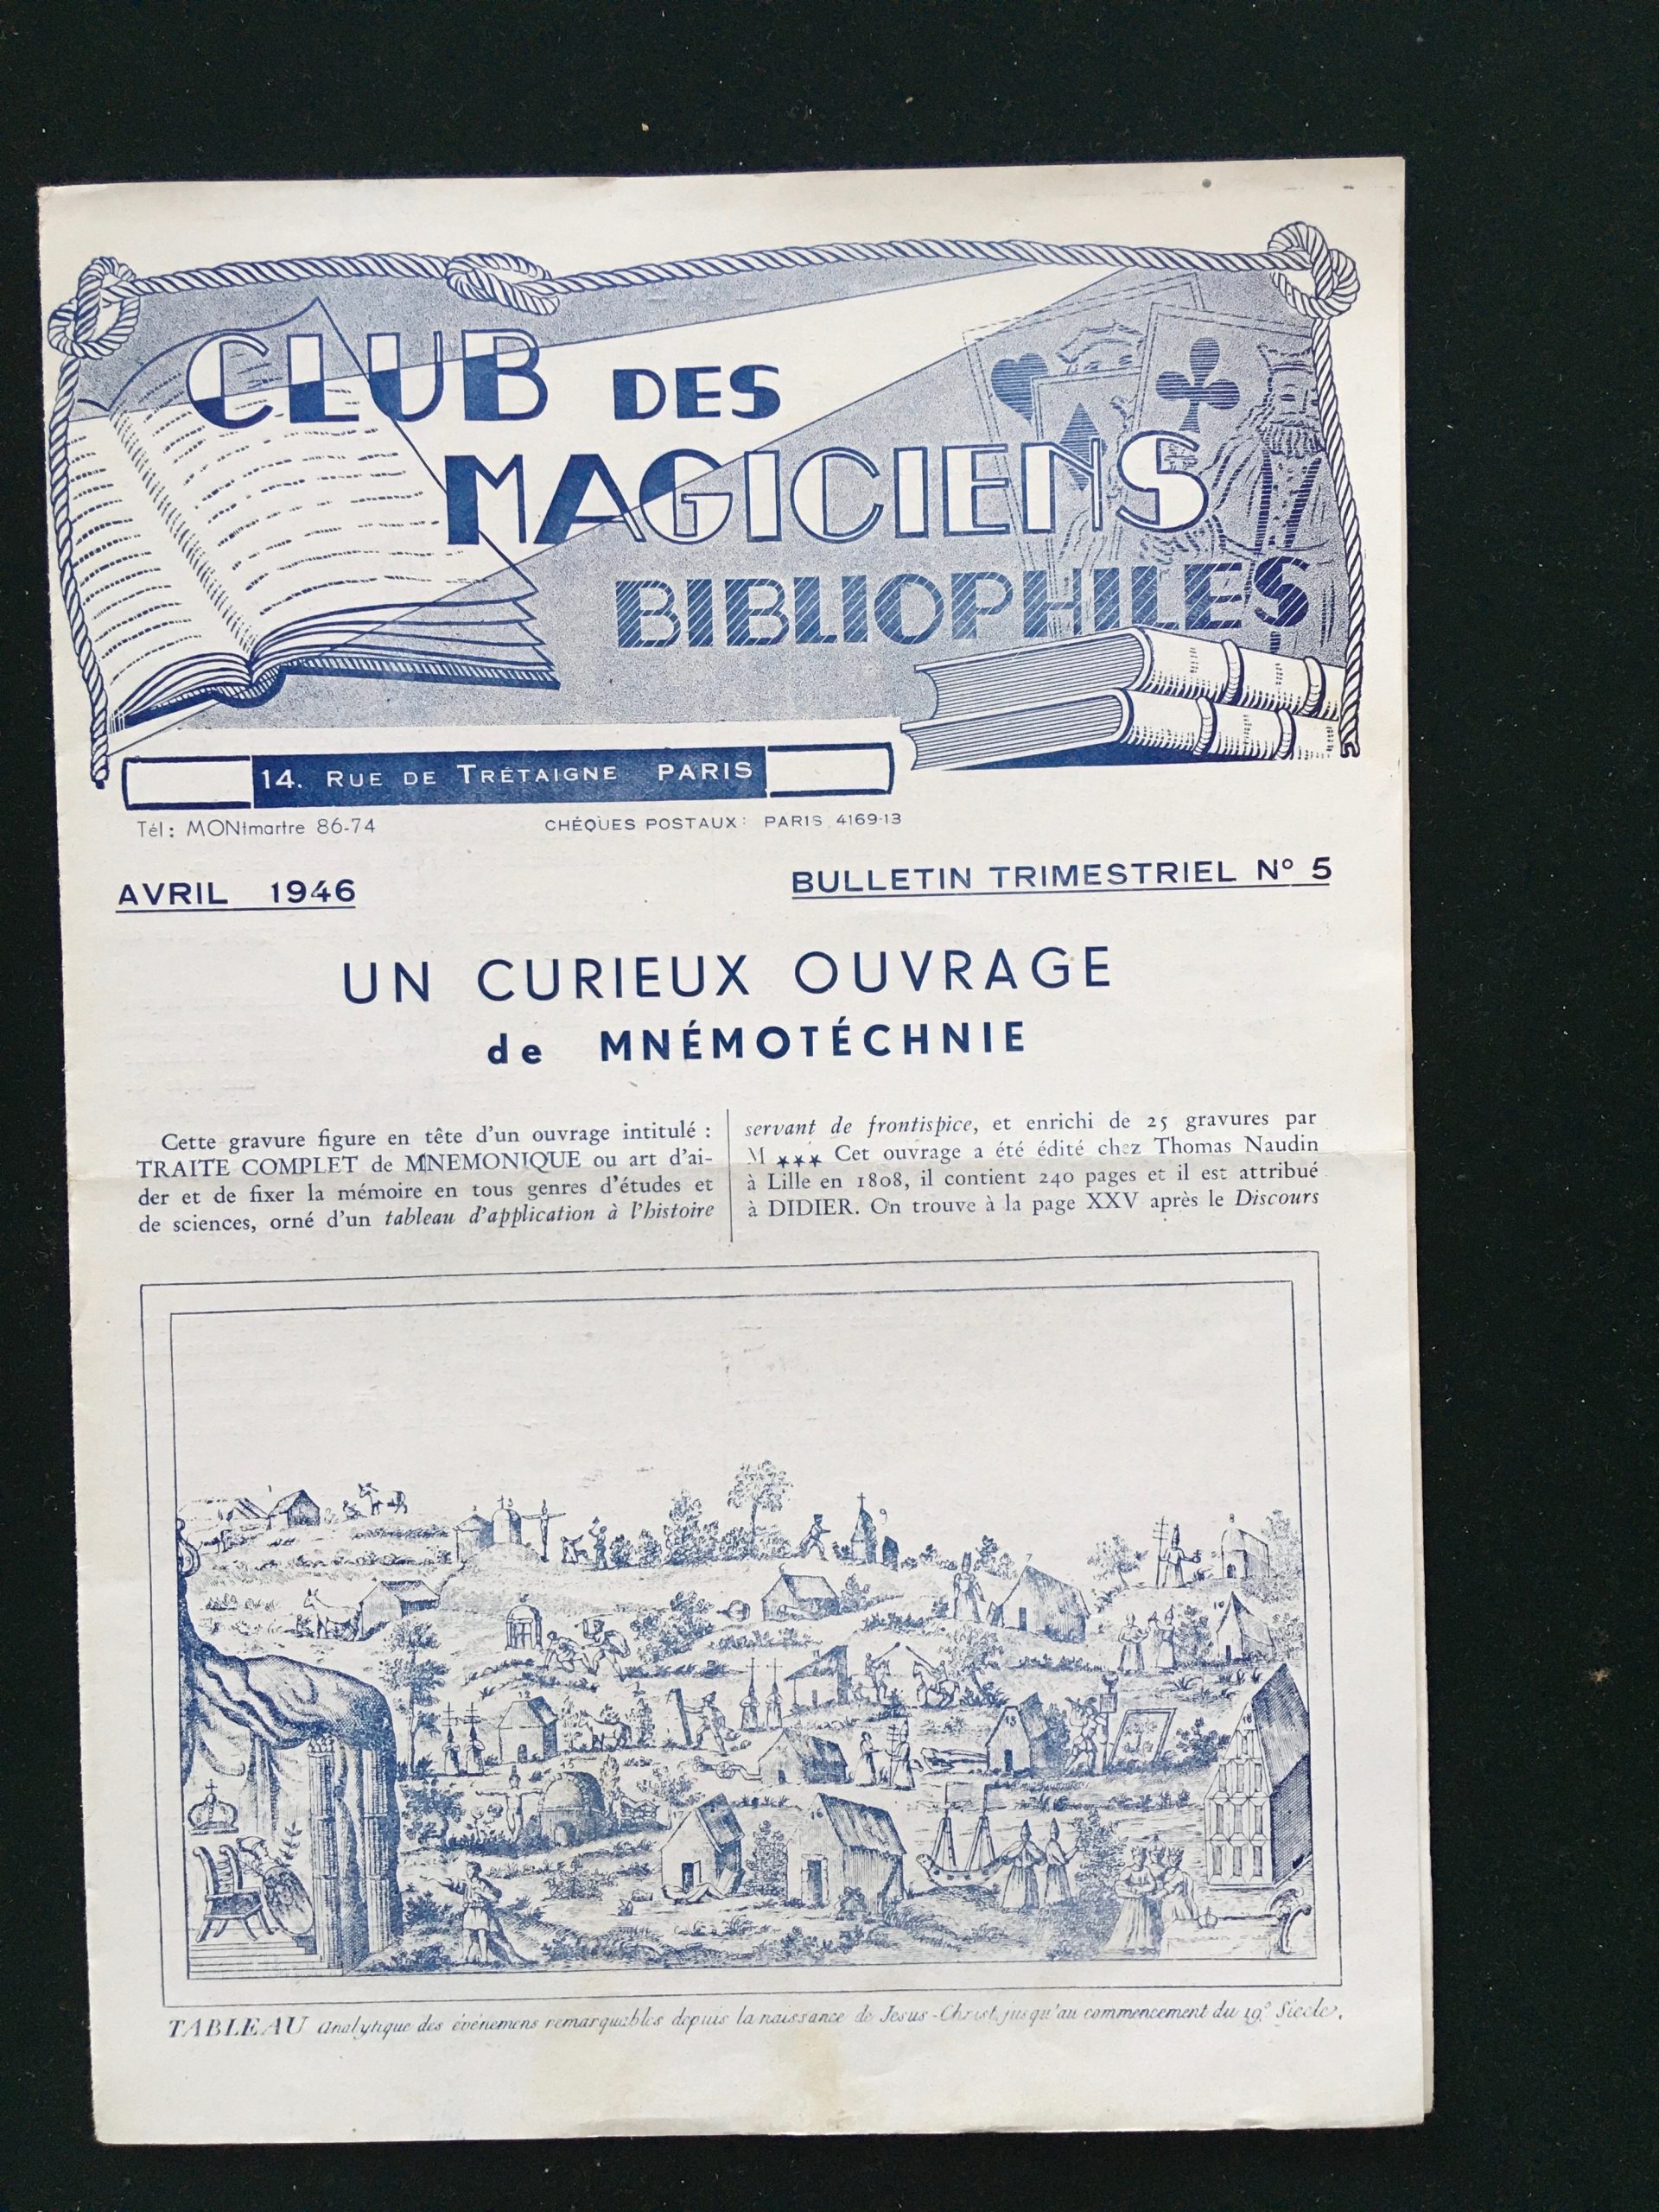 CLUB DES
MAGICIENS
BIBLIOPHILES
14. RUE DE TRÉTAIGNE PARIS
Tél: MONtmartre 86-74
CHÉQUES POSTAUX: PARIS 4169-13
AVRIL 1946
BULLETIN TRIMESTRIEL N° 5
UN CURIEUX OUVRAGE
de MNÉMOTÉCHNIE
Cette gravure figure en tête d'un ouvrage intitulé :
TRAITE COMPLET de MNEMONIQUE ou art d'ai-
der et de fixer la mémoire en tous genres d'études et
de sciences, orné d'un tableau d'application à l'histoire
servant de frontispice, et enrichi de 25 gravures par
M ★★★ Cet ouvrage a été édité chez Thomas Naudin
à Lille en 1808, il contient 240 pages et il est attribué
à DIDIER. On trouve à la page XXV après le Discours
TABLEAU Analytique des événemens remarquables depuis la naissance de Jesus-Christ, jusqu'au commencement du 19e Siecle.